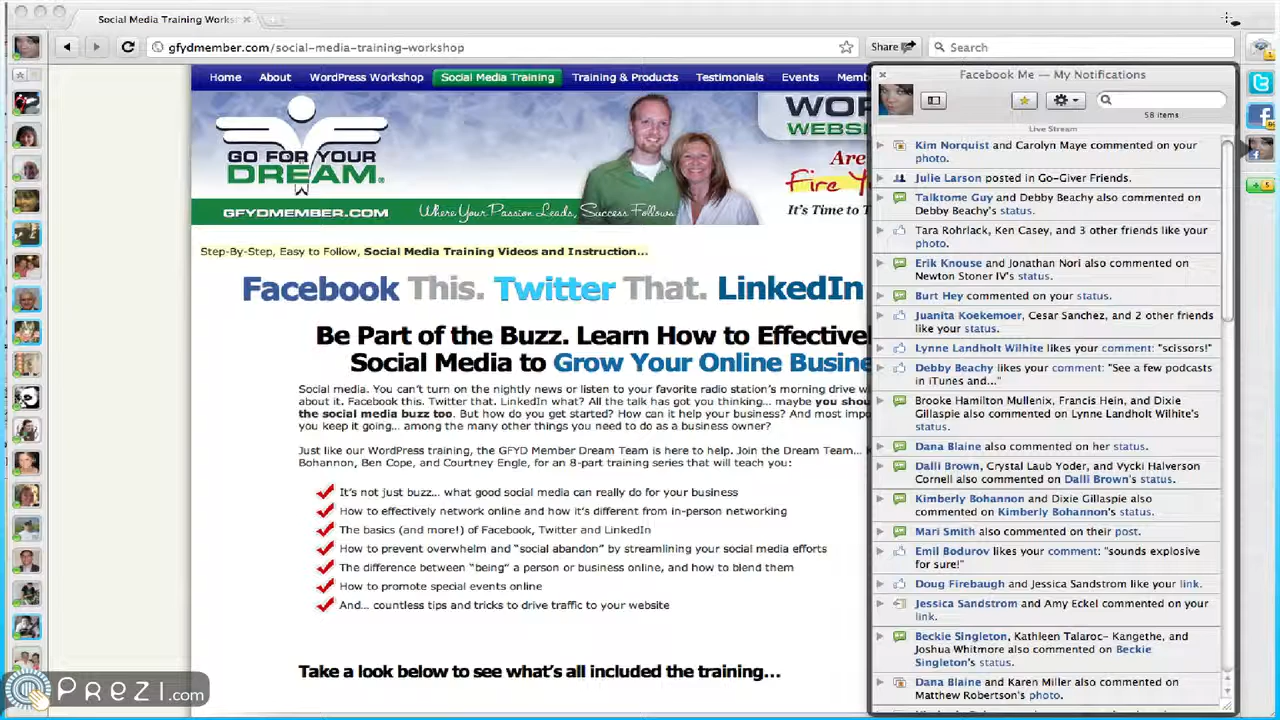 Social Media Training Works
gfydmember.com/social-media-training-workshop
Share
Search
Home About WordPress Workshop Social Media Training Training & Products Testimonials Events Memb
GO FOR YOUR
DREAM
GFYDMEMBER.COM
Where Your Passion Leads, Success Follows
WOR
WEBS
Are
Fire Y
It's Time to T
Step-By-Step, Easy to Follow, Social Media Training Videos and Instruction...
Facebook This. Twitter That. LinkedIn
Be Part of the Buzz. Learn How to Effectivel
Social Media to Grow Your Online Busine
Social media. You can't turn on the nightly news or listen to your favorite radio station's morning drive w
about it. Facebook this. Twitter that. LinkedIn what? All the talk has got you thinking... maybe you shou
the social media buzz too. But how do you get started? How can it help your business? And most impo
you keep it going... among the many other things you need to do as a business owner?
Just like our WordPress training, the GFYD Member Dream Team is here to help. Join the Dream Team... K
Bohannon, Ben Cope, and Courtney Engle, for an 8-part training series that will teach you:
It's not just buzz... what good social media can really do for your business
How to effectively network online and how it's different from in-person networking
The basics (and more!) of Facebook, Twitter and LinkedIn
How to prevent overwhelm and "social abandon" by streamlining your social media efforts
The difference between "being" a person or business online, and how to blend them
How to promote special events online
And... countless tips and tricks to drive traffic to your website
Take a look below to see what's all included the training...
Prezi.com
Facebook Me — My Notifications
58 items
Live Stream
Kim Norquist and Carolyn Maye commented on your
photo.
Julie Larson posted in Go-Giver Friends.
Talktome Guy and Debby Beachy also commented on
Debby Beachy's status.
Tara Rohrlack, Ken Casey, and 3 other friends like your
photo.
Erik Knouse and Jonathan Nori also commented on
Newton Stoner IV's status.
Burt Hey commented on your status.
Juanita Koekemoer, Cesar Sanchez, and 2 other friends
like your status.
Lynne Landholt Wilhite likes your comment: "scissors!"
Debby Beachy likes your comment: "See a few podcasts
in iTunes and..."
Brooke Hamilton Mullenix, Francis Hein, and Dixie
Gillaspie also commented on Lynne Landholt Wilhite's
status.
Dana Blaine also commented on her status.
Dalli Brown, Crystal Laub Yoder, and Vycki Halverson
Cornell also commented on Dalli Brown's status.
Kimberly Bohannon and Dixie Gillaspie also
commented on Kimberly Bohannon's status.
Mari Smith also commented on their post.
Emil Bodurov likes your comment: "sounds explosive
for sure!"
Doug Firebaugh and Jessica Sandstrom like your link.
Jessica Sandstrom and Amy Eckel commented on your
link.
Beckie Singleton, Kathleen Talaroc- Kangethe, and
Joshua Whitmore also commented on Beckie
Singleton's status.
Dana Blaine and Karen Miller also commented on
Matthew Robertson's photo.